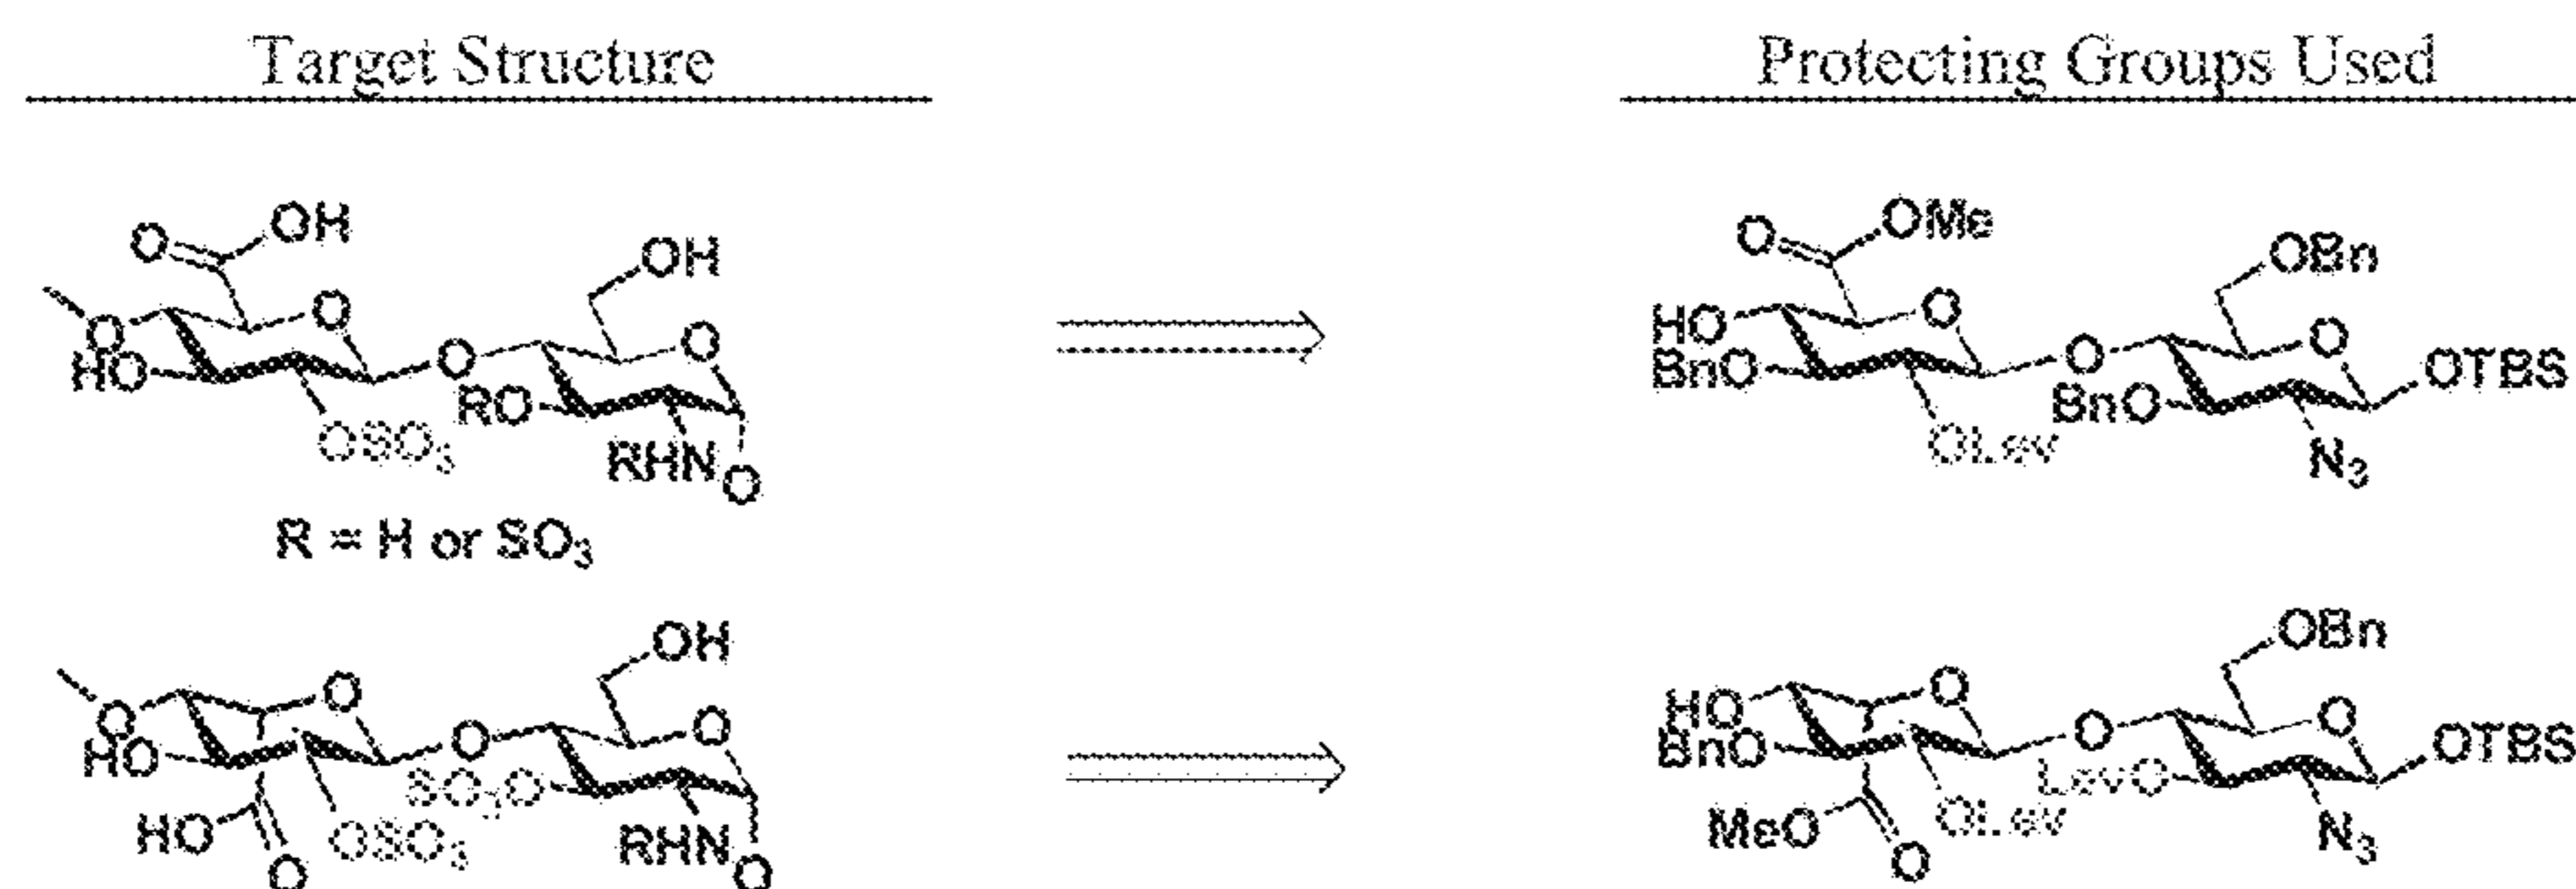 Target Structure
Protecting Groups Used
O OH
OH
O
O
HO
O
O
RO
OSO3
RHN
O
R = H or SO3
O OMe
OBn
O
HO
O
O
BnO
BnO
OTBS
OLev
N3
OH
O
O
O
O
HO
SO3O
HO
OSO3
RHN
O
O
OBn
O
O
HO
O
BnO
LevO
OTBS
MeO
OLev
N3
O